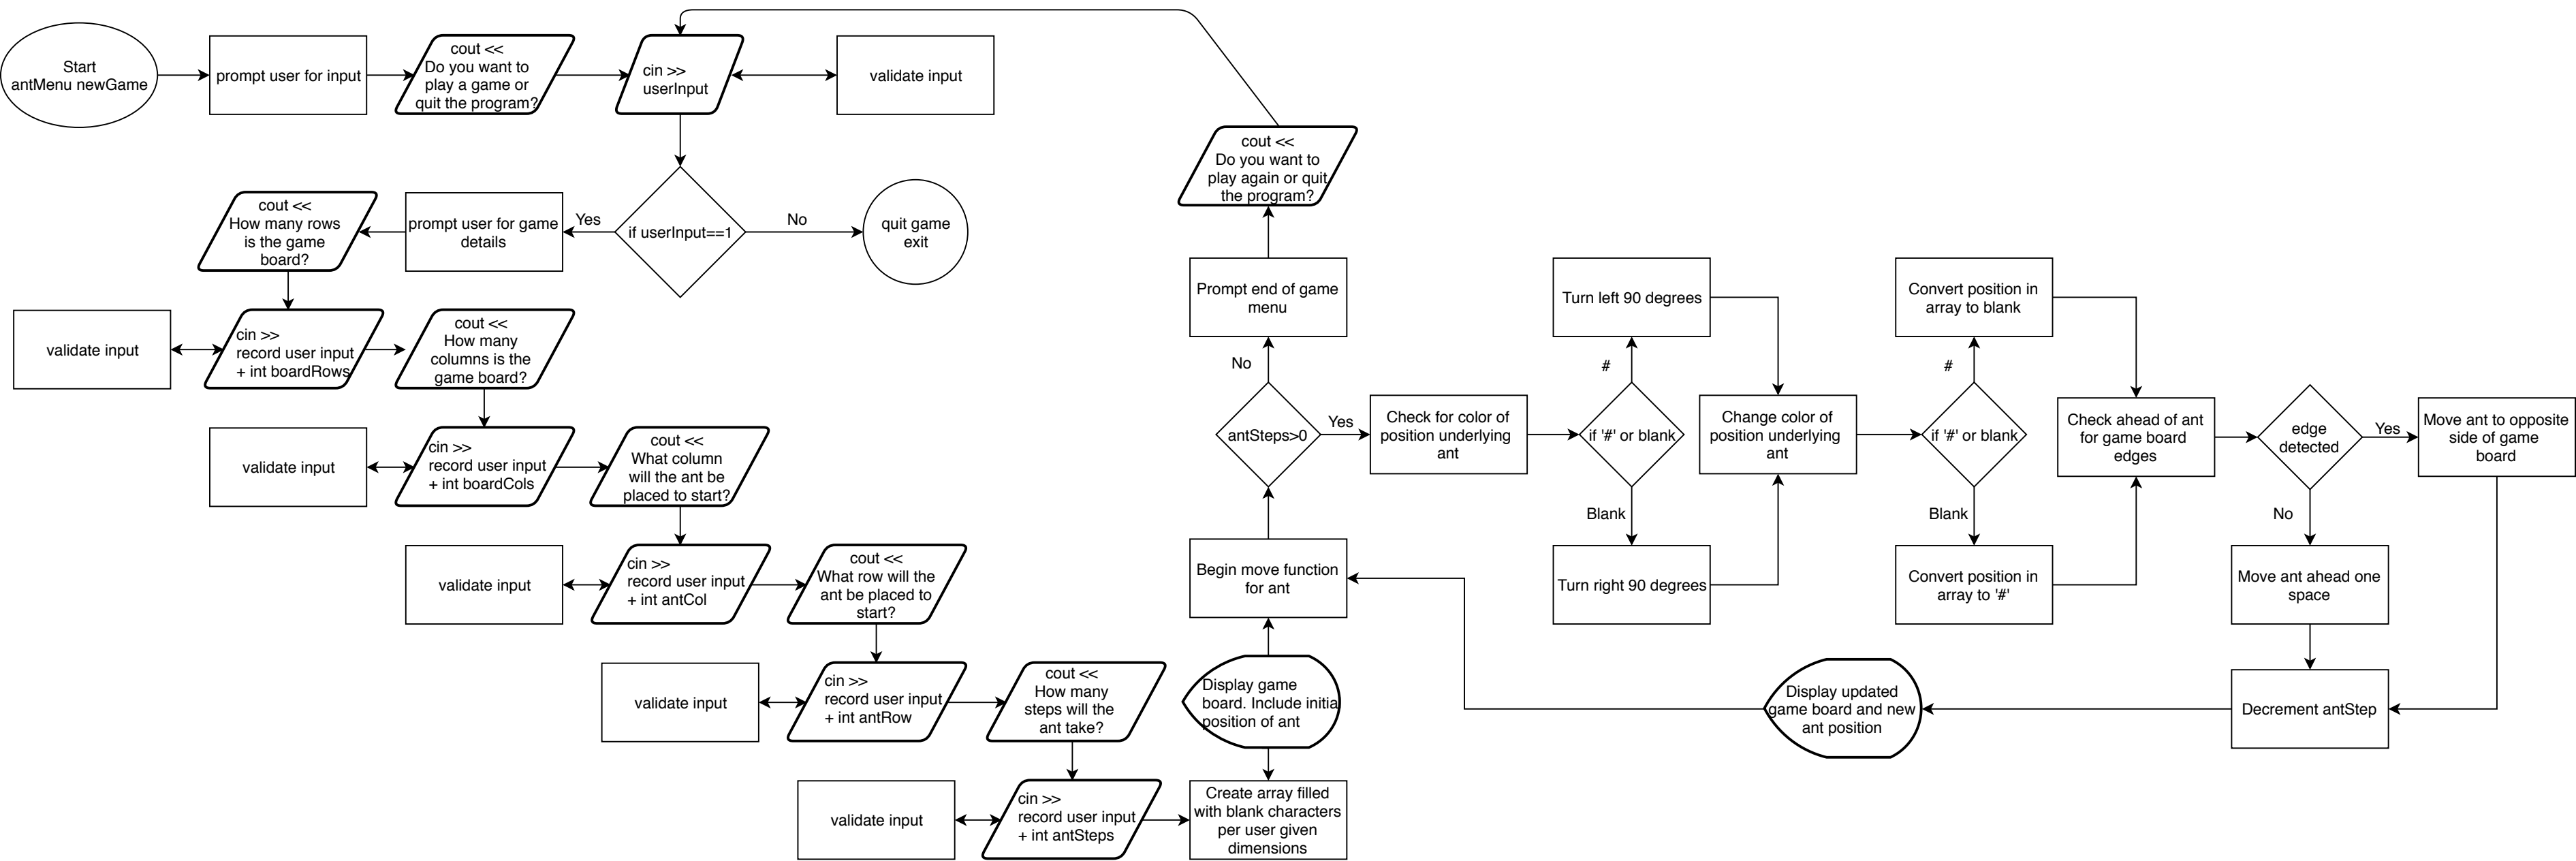 Start
antMenu newGame
prompt user for input
cout <<
Do you want to
play a game or
quit the program?
cin >>
userInput
validate input
if userInput==1
Yes
No
quit game
exit
prompt user for game
details
cout <<
How many rows
is the game
board?
cin >>
record user input
+ int boardRows
validate input
cout <<
How many
columns is the
game board?
cin >>
record user input
+ int boardCols
validate input
cout <<
What column
will the ant be
placed to start?
cin >>
record user input
+ int antCol
validate input
cout <<
What row will the
ant be placed to
start?
cin >>
record user input
+ int antRow
validate input
cout <<
How many
steps will the
ant take?
cin >>
record user input
+ int antSteps
validate input
Create array filled
with blank characters
per user given
dimensions
Display game
board. Include initia
position of ant
Begin move function
for ant
antSteps>0
No
Yes
Prompt end of game
menu
cout <<
Do you want to
play again or quit
the program?
Check for color of
position underlying
ant
if '#' or blank
#
Blank
Turn left 90 degrees
Turn right 90 degrees
Change color of
position underlying
ant
if '#' or blank
#
Blank
Convert position in
array to blank
Convert position in
array to '#'
Check ahead of ant
for game board
edges
edge
detected
Yes
No
Move ant to opposite
side of game
board
Move ant ahead one
space
Decrement antStep
Display updated
game board and new
ant position